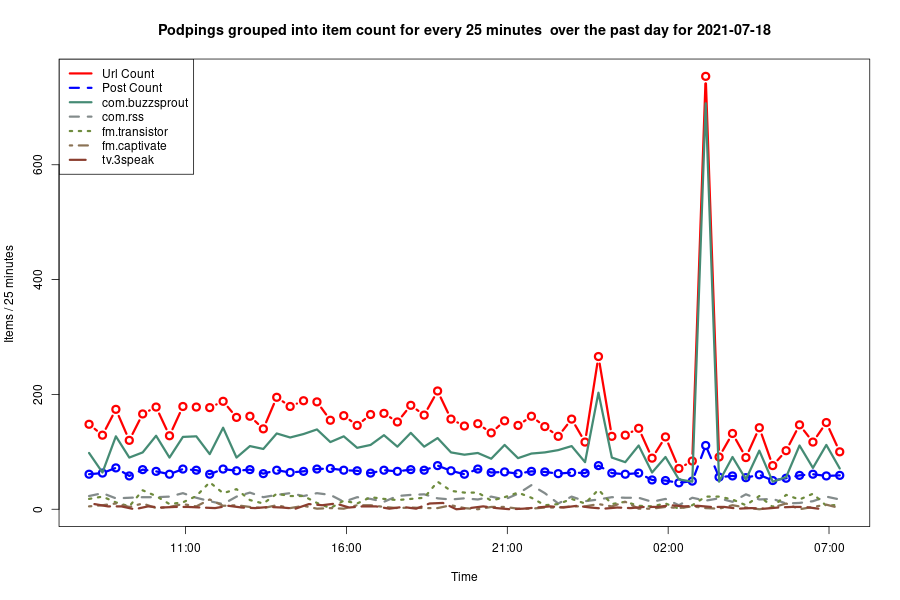 Podpings grouped into item count for every 25 minutes  over the past day for 2021-07-18
Url Count
Post Count
com.buzzsprout
com.rss
fm.transistor
fm.captivate
tv.3speak
Items / 25 minutes
600
400
200
0
11:00
16:00
21:00
02:00
07:00
Time